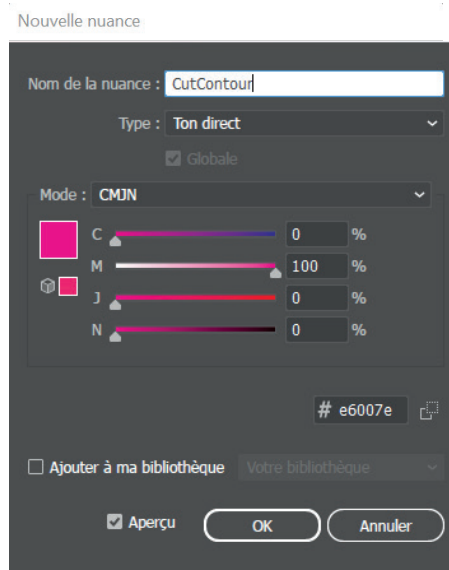 Nouvelle nuance
Nom de la nuance : CutContour
Type : Ton direct
Globale
Mode : CMJN
C 0 %
M 100 %
J 0 %
N 0 %
# e6007e
Ajouter à ma bibliothèque Votre bibliothèque
Aperçu OK Annuler